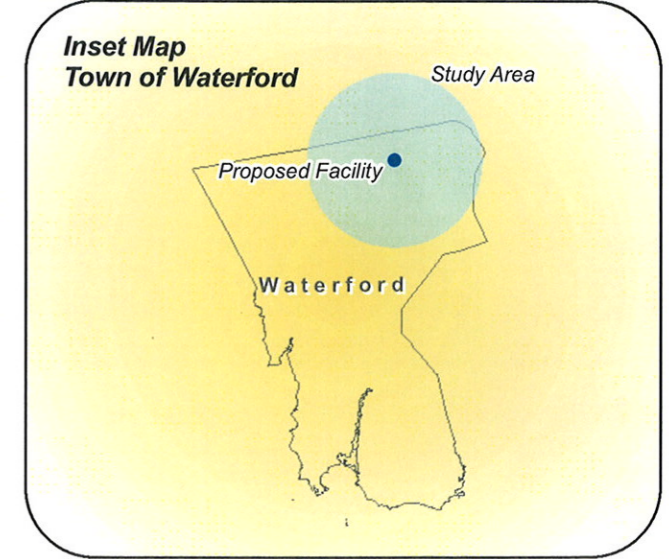 Inset Map
Town of Waterford
Study Area
Proposed Facility
Waterford